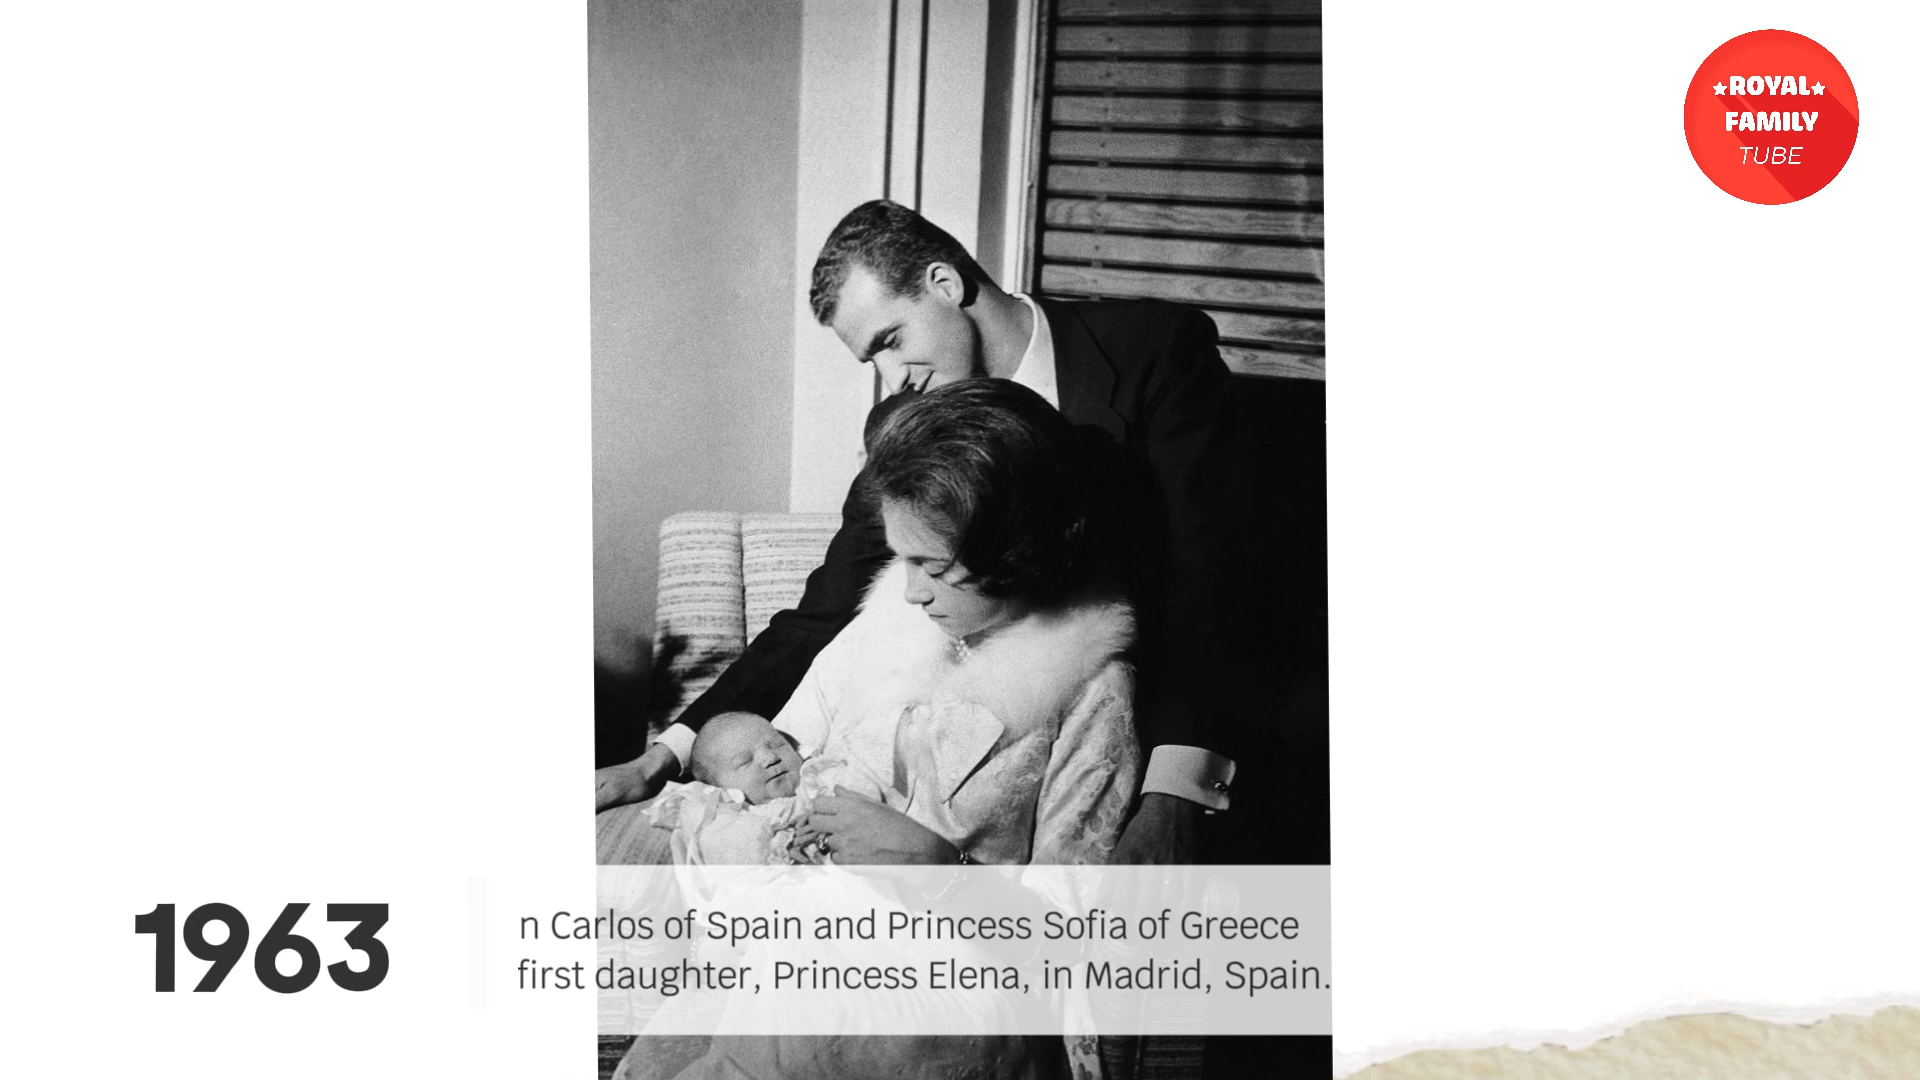 ★ROYAL★
FAMILY
TUBE
1963
n Carlos of Spain and Princess Sofia of Greece
first daughter, Princess Elena, in Madrid, Spain.